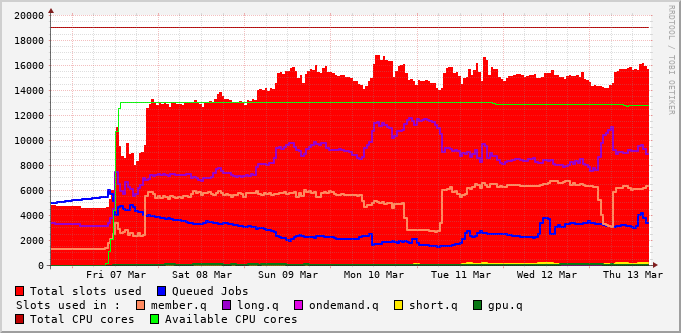 RRDTOOL / TOBI OETIKER
20000
18000
16000
14000
12000
10000
8000
6000
4000
2000
0
Fri 07 Mar Sat 08 Mar Sun 09 Mar Mon 10 Mar Tue 11 Mar Wed 12 Mar Thu 13 Mar
Total slots used Queued Jobs
Slots used in : member.q long.q ondemand.q short.q gpu.q
Total CPU cores Available CPU cores